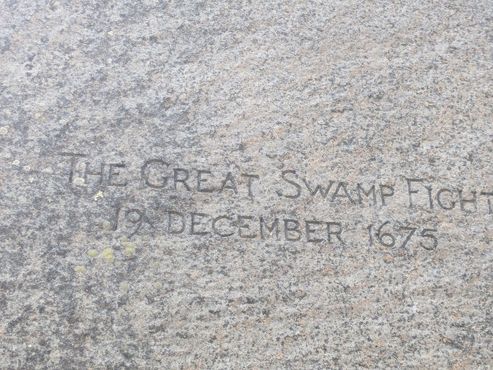 THE GREAT SWAMP FIGHT
19 DECEMBER 1675